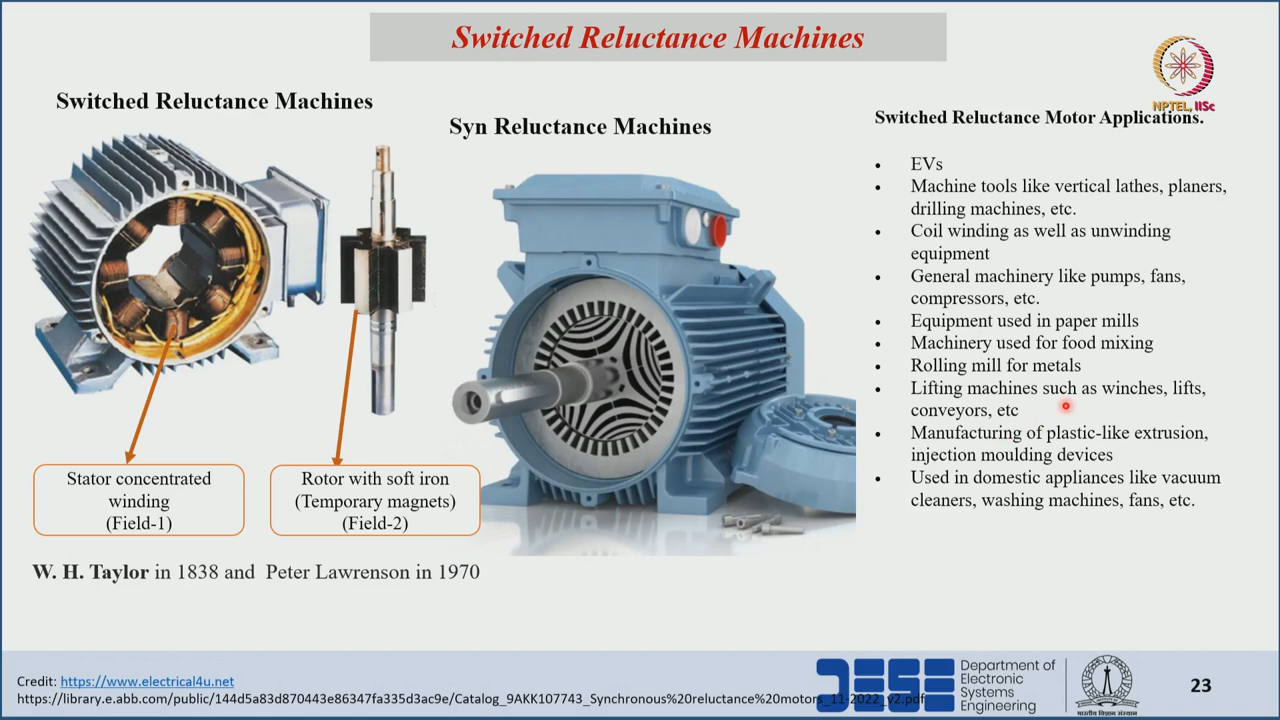 Switched Reluctance Machines
NPTEL, IISc
Switched Reluctance Machines
Syn Reluctance Machines
Stator concentrated
winding
(Field-1)
Rotor with soft iron
(Temporary magnets)
(Field-2)
W. H. Taylor in 1838 and Peter Lawrenson in 1970
Switched Reluctance Motor Applications.
• EVs
• Machine tools like vertical lathes, planers,
drilling machines, etc.
• Coil winding as well as unwinding
equipment
• General machinery like pumps, fans,
compressors, etc.
• Equipment used in paper mills
• Machinery used for food mixing
• Rolling mill for metals
• Lifting machines such as winches, lifts,
conveyors, etc
• Manufacturing of plastic-like extrusion,
injection moulding devices
• Used in domestic appliances like vacuum
cleaners, washing machines, fans, etc.
Credit: https://www.electrical4u.net
https://library.e.abb.com/public/144d5a83d870443e86347fa335d3ac9e/Catalog_9AKK107743_Synchronous%20reluctance%20motors_11-2022_v2.pdf
DESE
Department of
Electronic
Systems
Engineering
भारतीय विज्ञान संस्थान
23